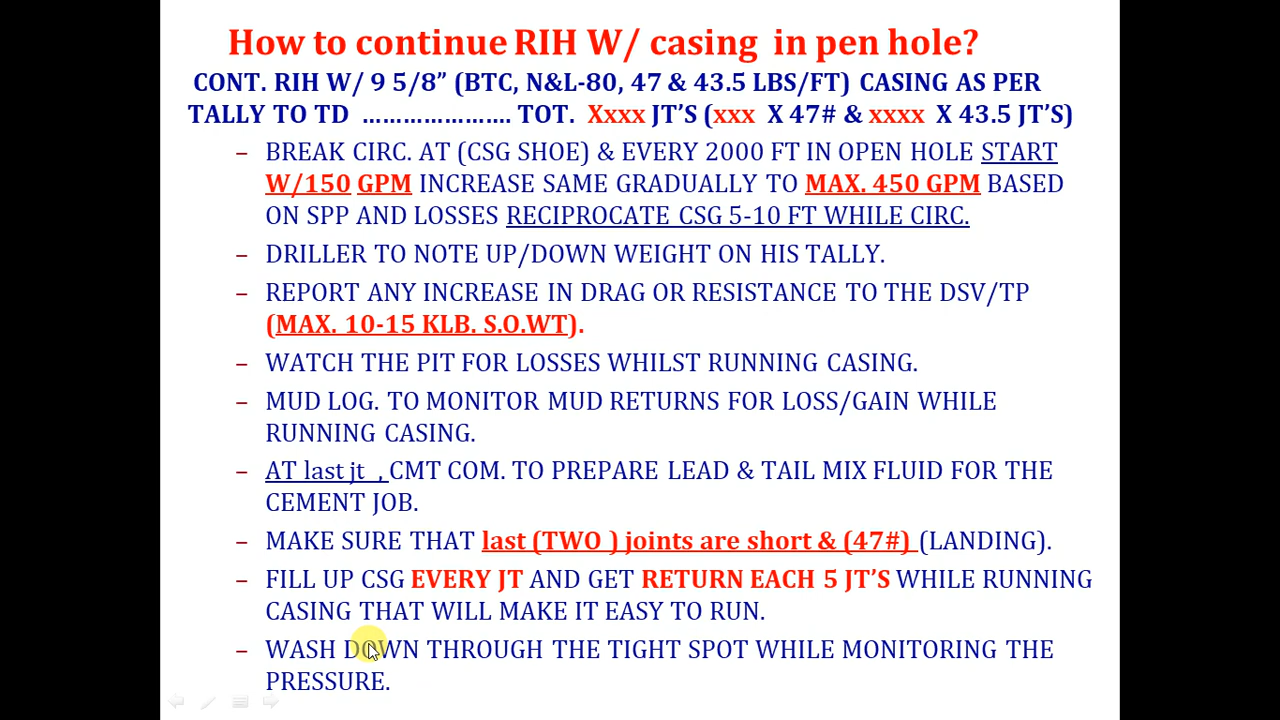 How to continue RIH W/ casing in pen hole?
CONT. RIH W/ 9 5/8” (BTC, N&L-80, 47 & 43.5 LBS/FT) CASING AS PER
TALLY TO TD ………………… TOT. Xxxx JT’S (xxx X 47# & xxxx X 43.5 JT’S)
– BREAK CIRC. AT (CSG SHOE) & EVERY 2000 FT IN OPEN HOLE START
W/150 GPM INCREASE SAME GRADUALLY TO MAX. 450 GPM BASED
ON SPP AND LOSSES RECIPROCATE CSG 5-10 FT WHILE CIRC.
– DRILLER TO NOTE UP/DOWN WEIGHT ON HIS TALLY.
– REPORT ANY INCREASE IN DRAG OR RESISTANCE TO THE DSV/TP
(MAX. 10-15 KLB. S.O.WT).
– WATCH THE PIT FOR LOSSES WHILST RUNNING CASING.
– MUD LOG. TO MONITOR MUD RETURNS FOR LOSS/GAIN WHILE
RUNNING CASING.
– AT last jt , CMT COM. TO PREPARE LEAD & TAIL MIX FLUID FOR THE
CEMENT JOB.
– MAKE SURE THAT last (TWO ) joints are short & (47#) (LANDING).
– FILL UP CSG EVERY JT AND GET RETURN EACH 5 JT’S WHILE RUNNING
CASING THAT WILL MAKE IT EASY TO RUN.
– WASH DOWN THROUGH THE TIGHT SPOT WHILE MONITORING THE
PRESSURE.